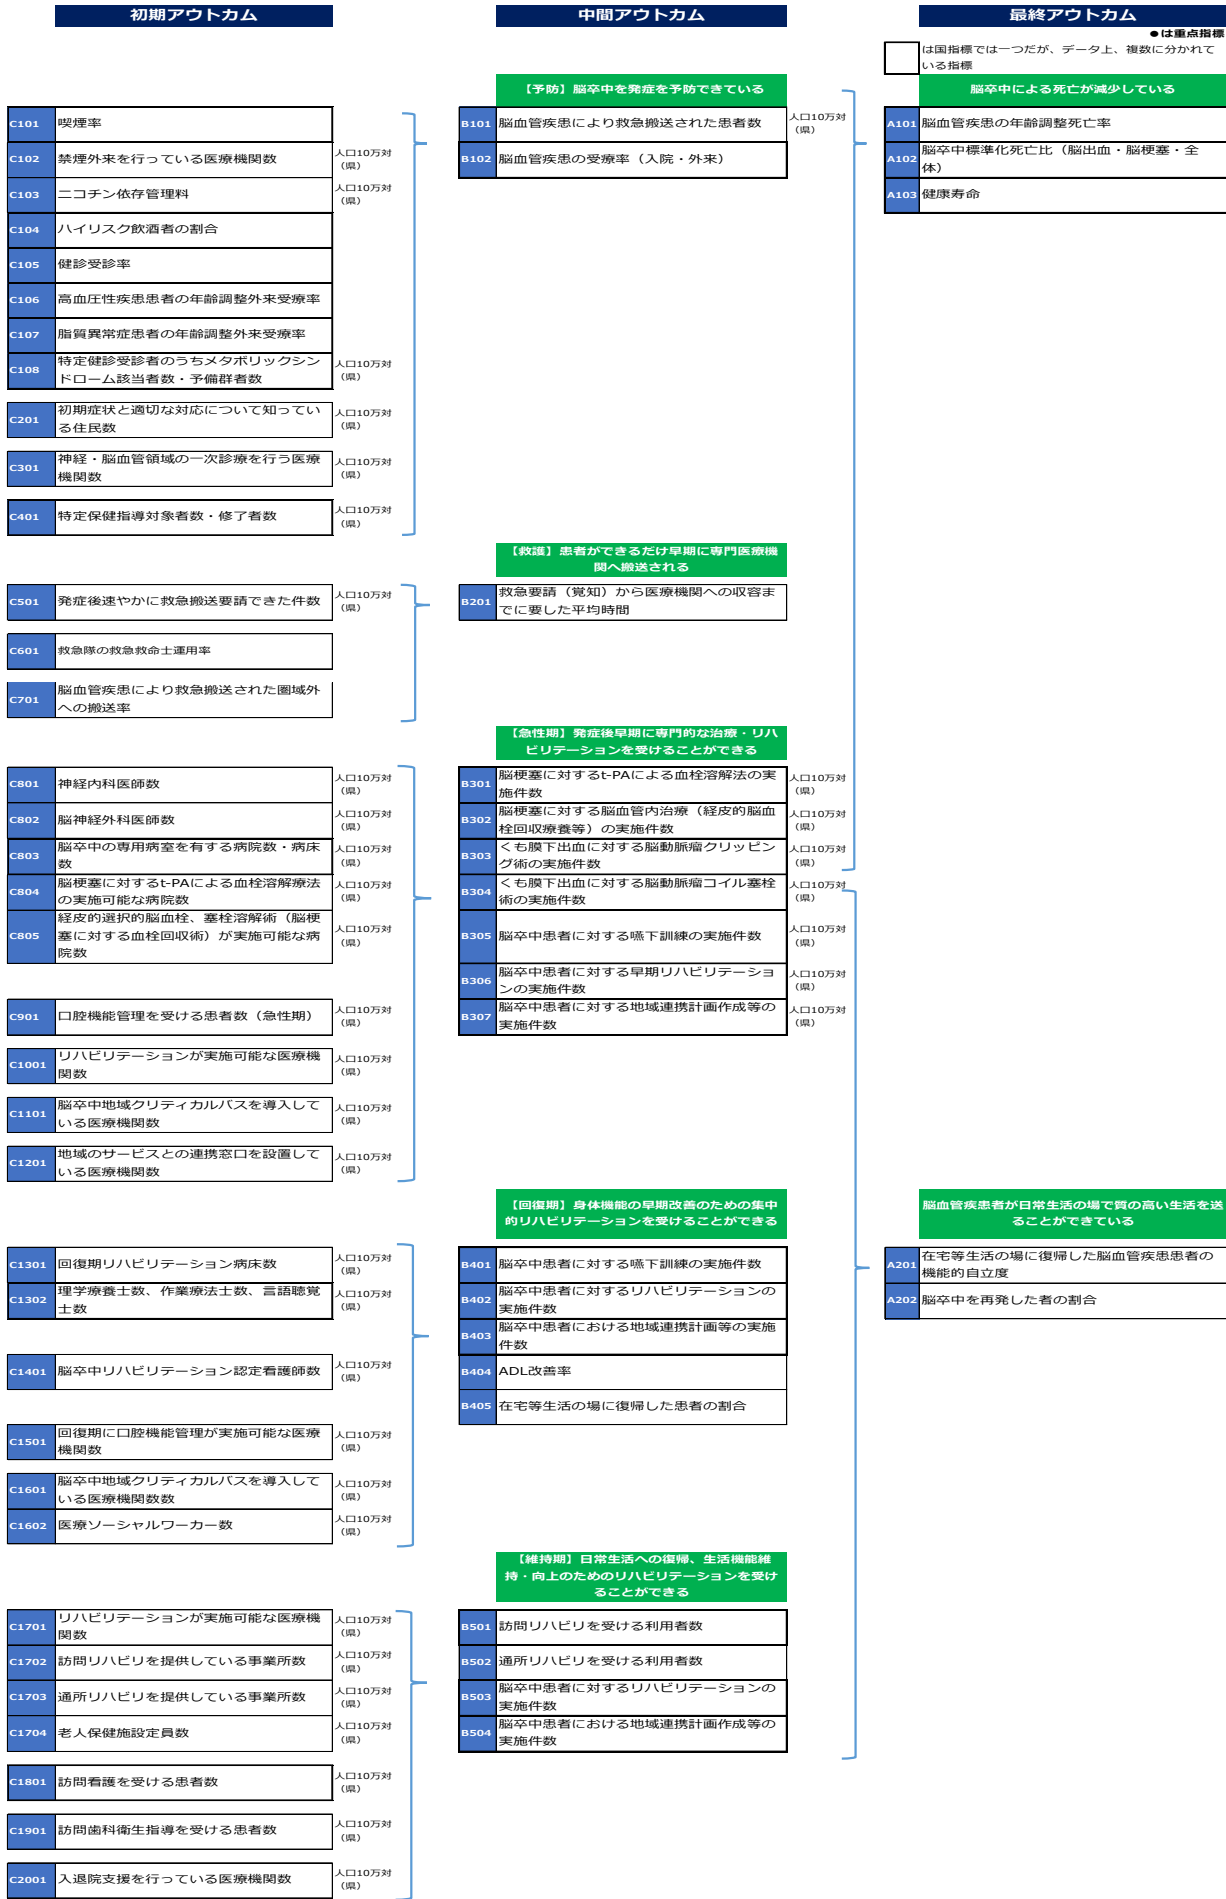 初期アウトカム
中間アウトカム
最終アウトカム
●は重点指標
は国指標では一つだが、データ上、複数に分かれて
いる指標
【予防】脳卒中を発症を予防できている
脳卒中による死亡が減少している
C101 喫煙率
B101 脳血管疾患により救急搬送された患者数 人口10万対
(県)
A101 脳血管疾患の年齢調整死亡率
C102 禁煙外来を行っている医療機関数 人口10万対
(県)
B102 脳血管疾患の受療率（入院・外来）
A102 脳卒中標準化死亡比（脳出血・脳梗塞・全
体）
C103 ニコチン依存管理料 人口10万対
(県)
A103 健康寿命
C104 ハイリスク飲酒者の割合
C105 健診受診率
C106 高血圧性疾患患者の年齢調整外来受療率
C107 脂質異常症患者の年齢調整外来受療率
C108 特定健診受診者のうちメタボリックシン
ドローム該当者数・予備群者数
人口10万対
(県)
C201 初期症状と適切な対応について知ってい
る住民数
人口10万対
(県)
C301 神経・脳血管領域の一次診療を行う医療
機関数
人口10万対
(県)
C401 特定保健指導対象者数・修了者数 人口10万対
(県)
【救護】患者ができるだけ早期に専門医療機
関へ搬送される
C501 発症後速やかに救急搬送要請できた件数 人口10万対
(県)
B201 救急要請（覚知）から医療機関への収容ま
でに要した平均時間
C601 救急隊の救急救命士運用率
C701 脳血管疾患により救急搬送された圏域外
への搬送率
【急性期】発症後早期に専門的な治療・リハ
ビリテーションを受けることができる
C801 神経内科医師数 人口10万対
(県)
B301 脳梗塞に対するt-PAによる血栓溶解法の実
施件数
人口10万対
(県)
C802 脳神経外科医師数 人口10万対
(県)
B302 脳梗塞に対する脳血管内治療（経皮的脳血
栓回収療養等）の実施件数
人口10万対
(県)
C803 脳卒中の専用病室を有する病院数・病床
数
人口10万対
(県)
B303 くも膜下出血に対する脳動脈瘤クリッピン
グ術の実施件数
人口10万対
(県)
C804 脳梗塞に対するt-PAによる血栓溶解療法
の実施可能な病院数
人口10万対
(県)
B304 くも膜下出血に対する脳動脈瘤コイル塞栓
術の実施件数
人口10万対
(県)
C805 経皮的選択的脳血栓、塞栓溶解術（脳梗
塞に対する血栓回収術）が実施可能な病
院数
人口10万対
(県)
B305 脳卒中患者に対する嚥下訓練の実施件数 人口10万対
(県)
B306 脳卒中患者に対する早期リハビリテーショ
ンの実施件数
人口10万対
(県)
C901 口腔機能管理を受ける患者数（急性期） 人口10万対
(県)
B307 脳卒中患者に対する地域連携計画作成等の
実施件数
人口10万対
(県)
C1001 リハビリテーションが実施可能な医療機
関数
人口10万対
(県)
C1101 脳卒中地域クリティカルパスを導入して
いる医療機関数
人口10万対
(県)
C1201 地域のサービスとの連携窓口を設置して
いる医療機関数
人口10万対
(県)
【回復期】身体機能の早期改善のための集中
的リハビリテーションを受けることができる
脳血管疾患者が日常生活の場で質の高い生活を送
ることができている
C1301 回復期リハビリテーション病床数 人口10万対
(県)
B401 脳卒中患者に対する嚥下訓練の実施件数
A201 在宅等生活の場に復帰した脳血管疾患患者の
機能的自立度
C1302 理学療養士数、作業療法士数、言語聴覚
士数
人口10万対
(県)
B402 脳卒中患者に対するリハビリテーションの
実施件数
A202 脳卒中を再発した者の割合
B403 脳卒中患者における地域連携計画等の実施
件数
C1401 脳卒中リハビリテーション認定看護師数 人口10万対
(県)
B404 ADL改善率
B405 在宅等生活の場に復帰した患者の割合
C1501 回復期に口腔機能管理が実施可能な医療
機関数
人口10万対
(県)
C1601 脳卒中地域クリティカルパスを導入して
いる医療機関数数
人口10万対
(県)
C1602 医療ソーシャルワーカー数 人口10万対
(県)
【維持期】日常生活への復帰、生活機能維
持・向上のためのリハビリテーションを受け
ることができる
C1701 リハビリテーションが実施可能な医療機
関数
人口10万対
(県)
B501 訪問リハビリを受ける利用者数
C1702 訪問リハビリを提供している事業所数 人口10万対
(県)
B502 通所リハビリを受ける利用者数
C1703 通所リハビリを提供している事業所数 人口10万対
(県)
B503 脳卒中患者に対するリハビリテーションの
実施件数
C1704 老人保健施設定員数 人口10万対
(県)
B504 脳卒中患者における地域連携計画作成等の
実施件数
C1801 訪問看護を受ける患者数 人口10万対
(県)
C1901 訪問歯科衛生指導を受ける患者数 人口10万対
(県)
C2001 入退院支援を行っている医療機関数 人口10万対
(県)